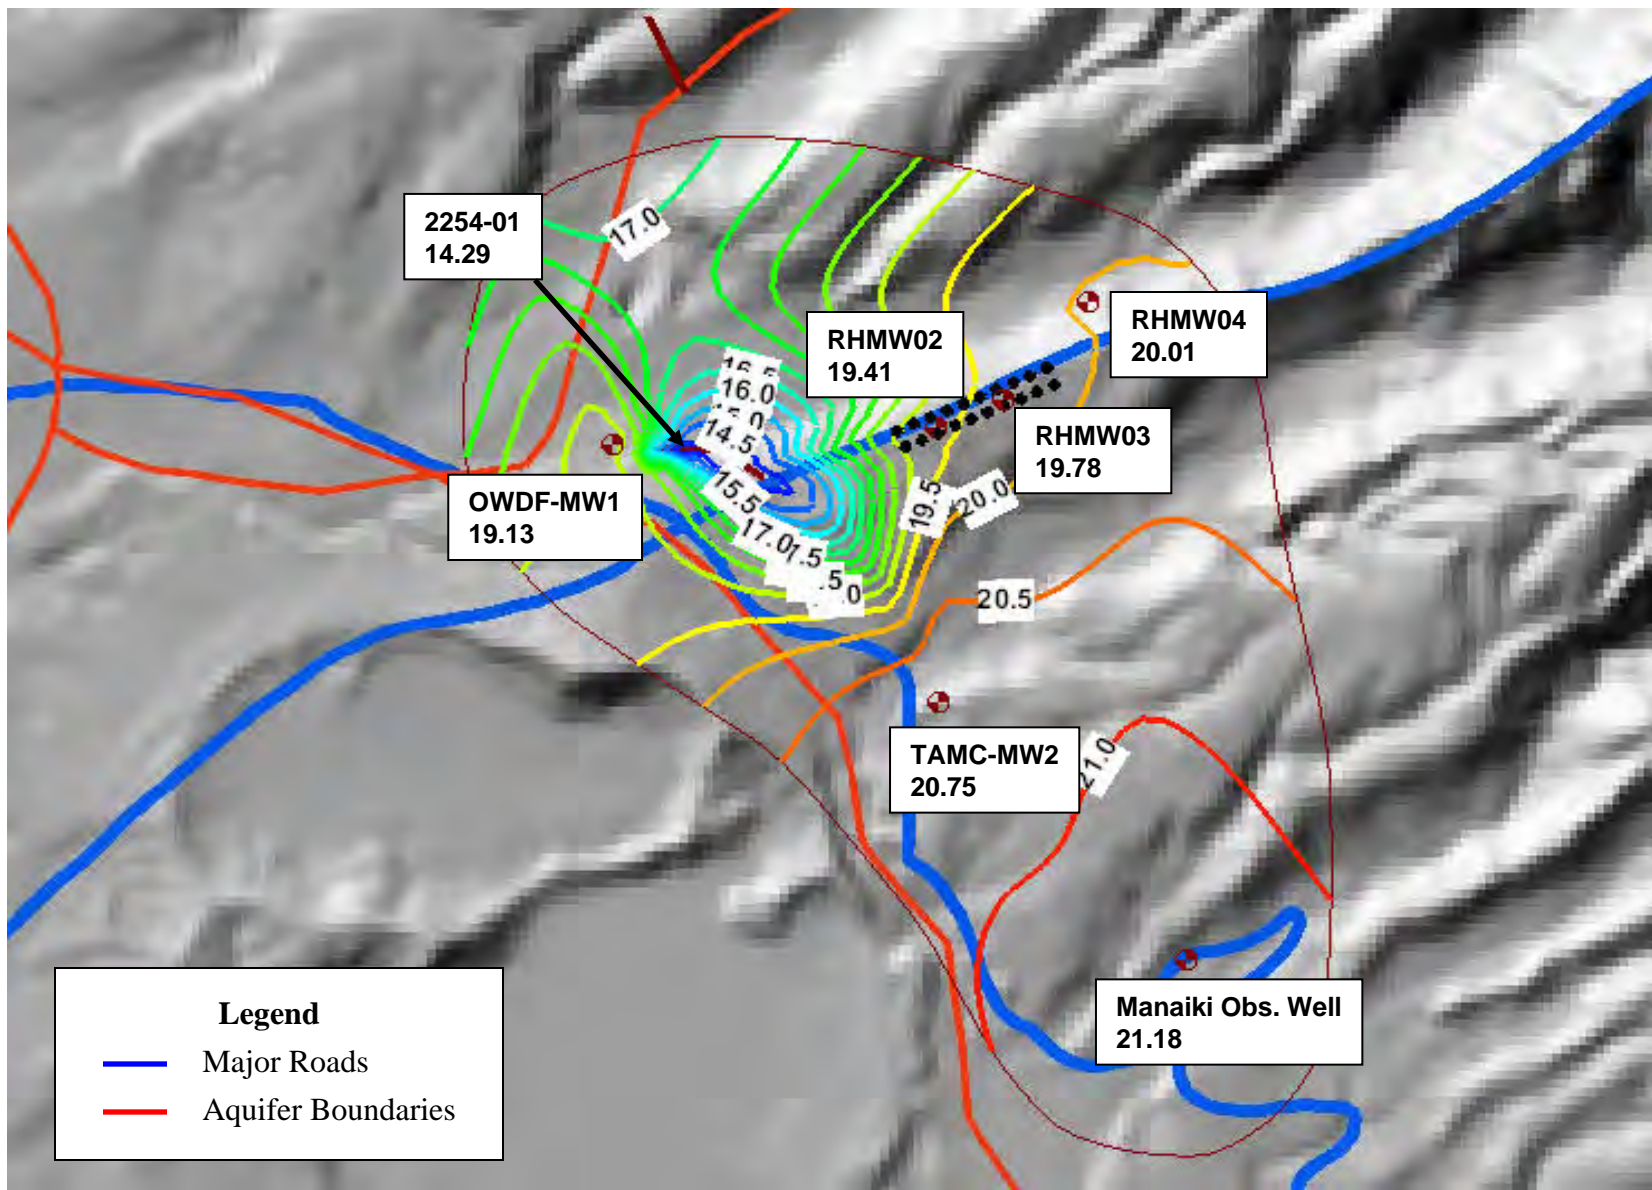 17.0
2254-01
14.29
RHMW04
20.01
RHMW02
19.41
16.0
14.5
RHMW03
19.78
15.5
19.5
20.0
OWDF-MW1
19.13
17.0
20.5
TAMC-MW2
20.75
21.0
Manaiki Obs. Well
21.18
Legend
Major Roads
Aquifer Boundaries